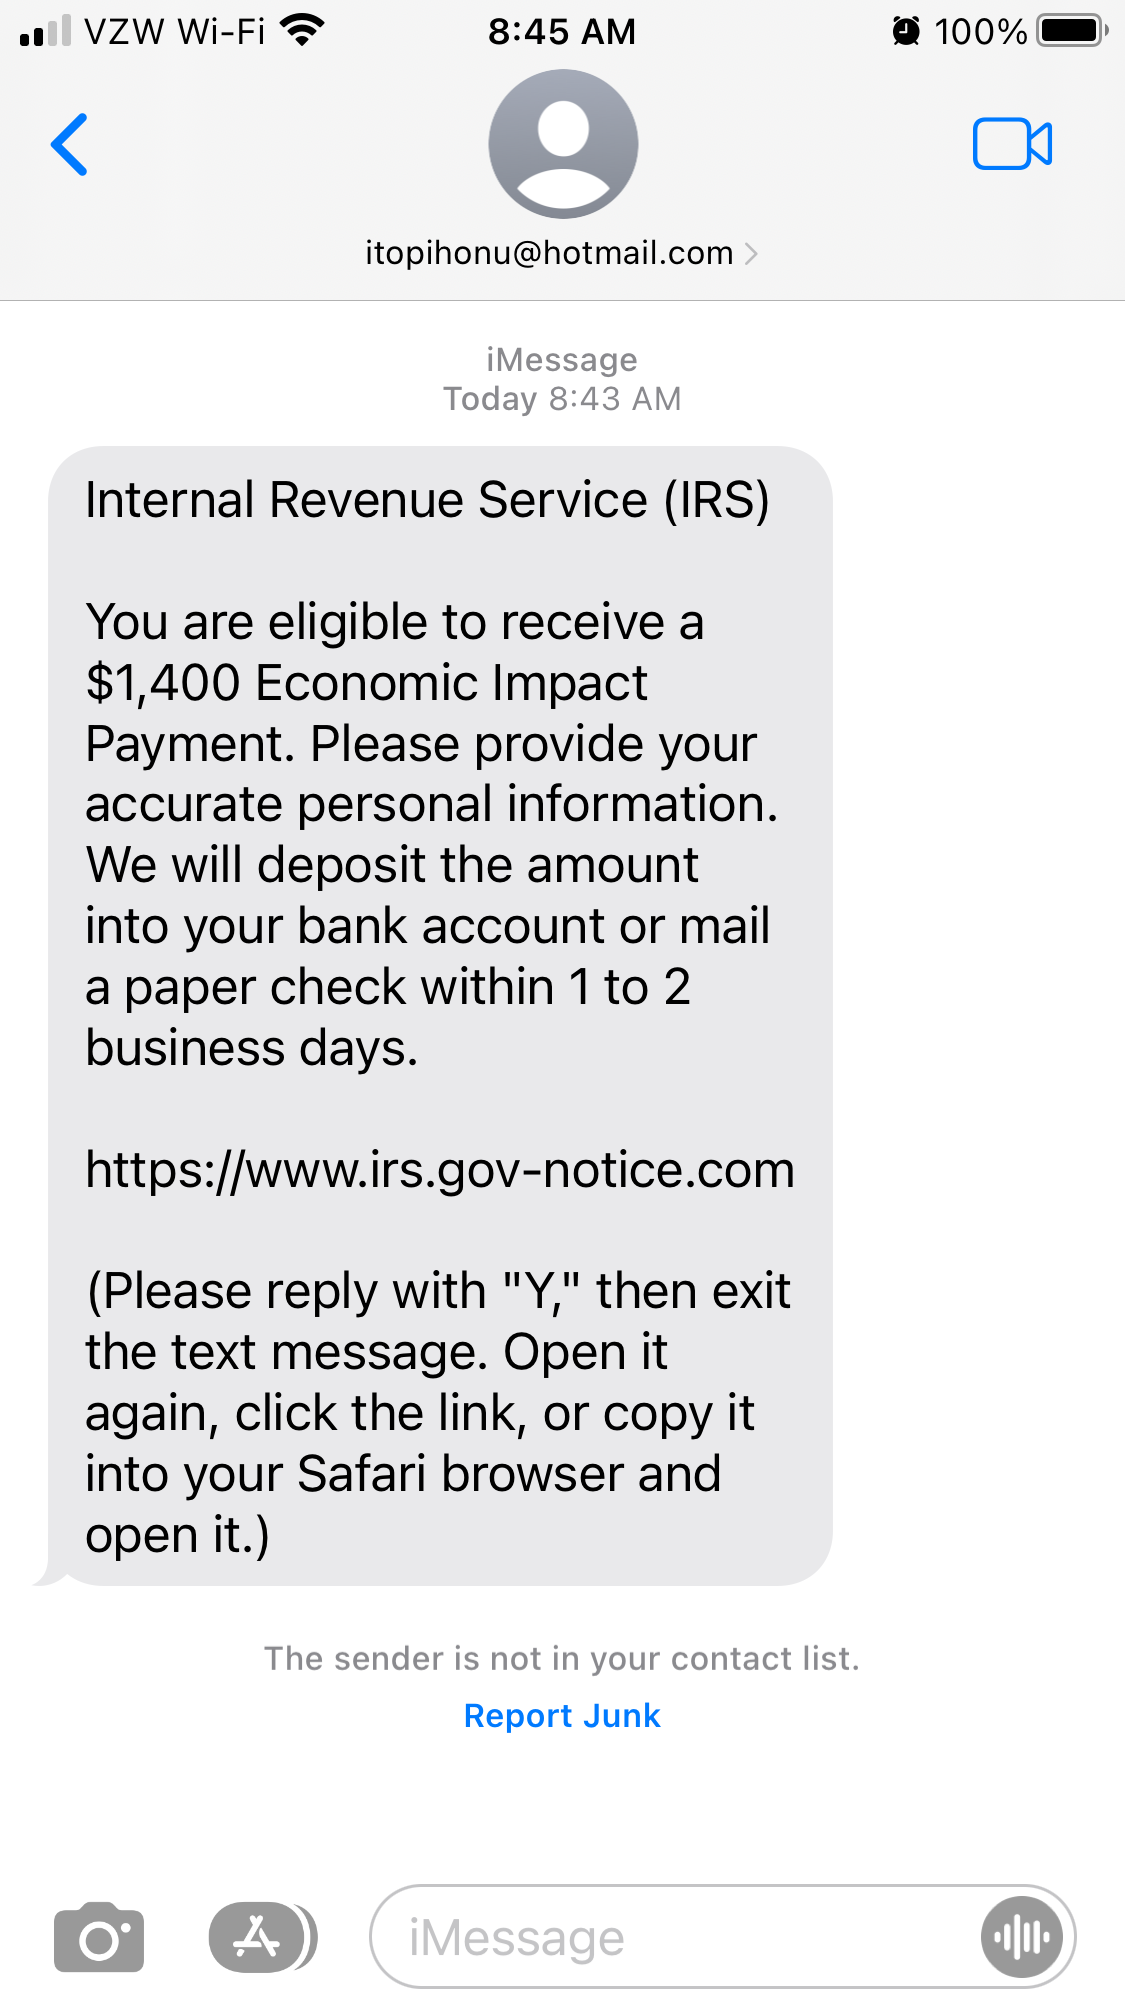 VZW Wi-Fi 8:45 AM 100%
itopihonu@hotmail.com
iMessage
Today 8:43 AM
Internal Revenue Service (IRS)
You are eligible to receive a
$1,400 Economic Impact
Payment. Please provide your
accurate personal information.
We will deposit the amount
into your bank account or mail
a paper check within 1 to 2
business days.
https://www.irs.gov-notice.com
(Please reply with "Y," then exit
the text message. Open it
again, click the link, or copy it
into your Safari browser and
open it.)
The sender is not in your contact list.
Report Junk
iMessage